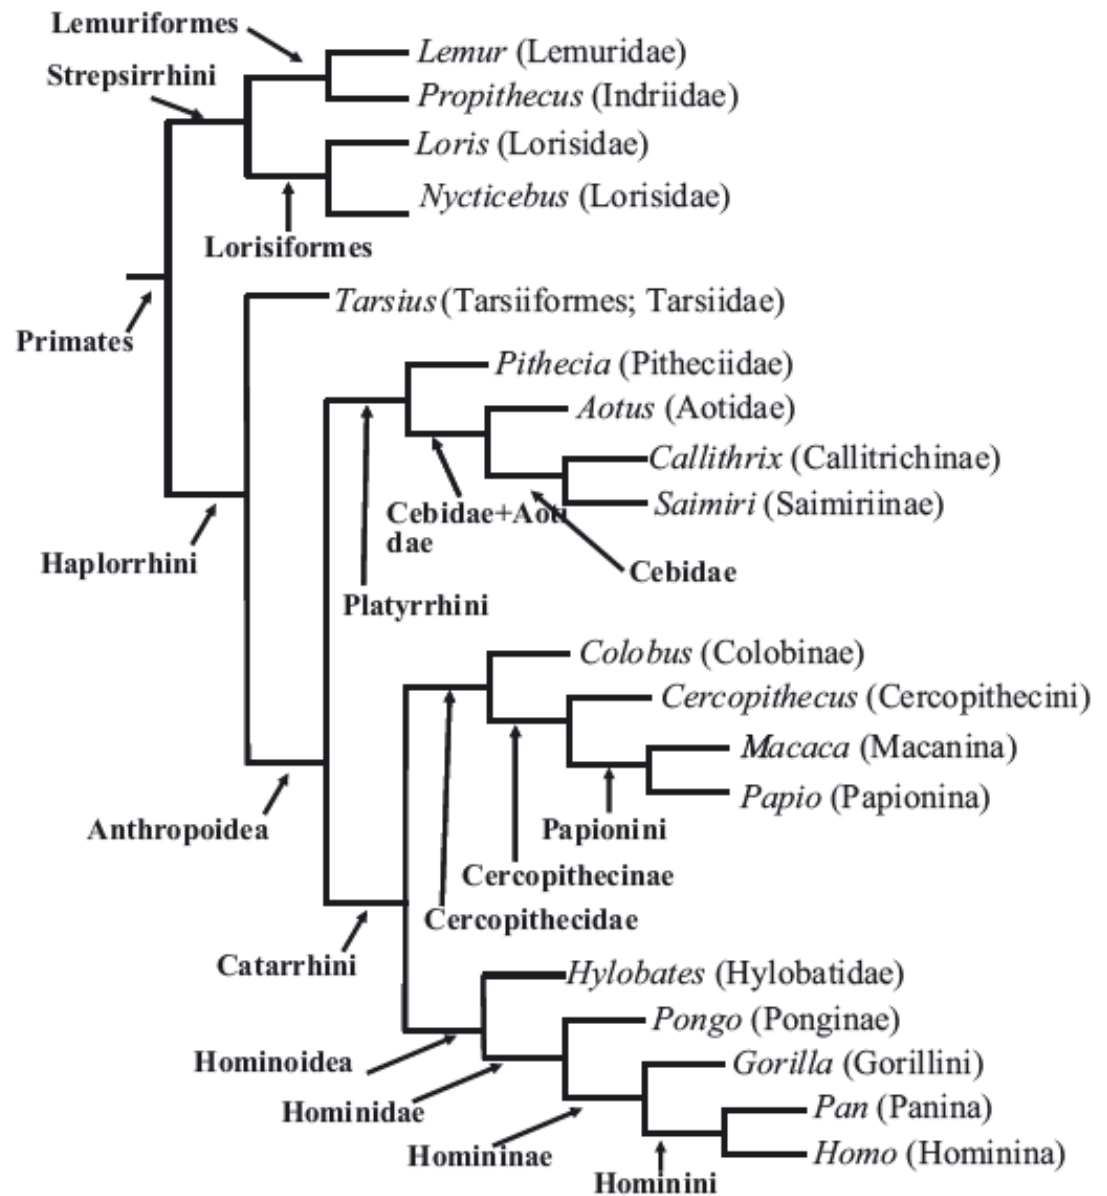 Lemuriformes
Lemur (Lemuridae)
Strepsirrhini
Propithecus (Indriidae)
Loris (Lorisidae)
Nycticebus (Lorisidae)
Lorisiformes
Tarsius (Tarsiiformes; Tarsiidae)
Primates
Pithecia (Pitheciidae)
Aotus (Aotidae)
Callithrix (Callitrichinae)
Saimiri (Saimiriinae)
Cebidae+Aoti
dae
Haplorrhini
Cebidae
Platyrrhini
Colobus (Colobinae)
Cercopithecus (Cercopithecini)
Macaca (Macanina)
Papio (Papionina)
Anthropoidea
Papionini
Cercopithecinae
Cercopithecidae
Catarrhini
Hylobates (Hylobatidae)
Pongo (Ponginae)
Hominoidea
Gorilla (Gorillini)
Hominidae
Pan (Panina)
Homo (Hominina)
Homininae
Hominini